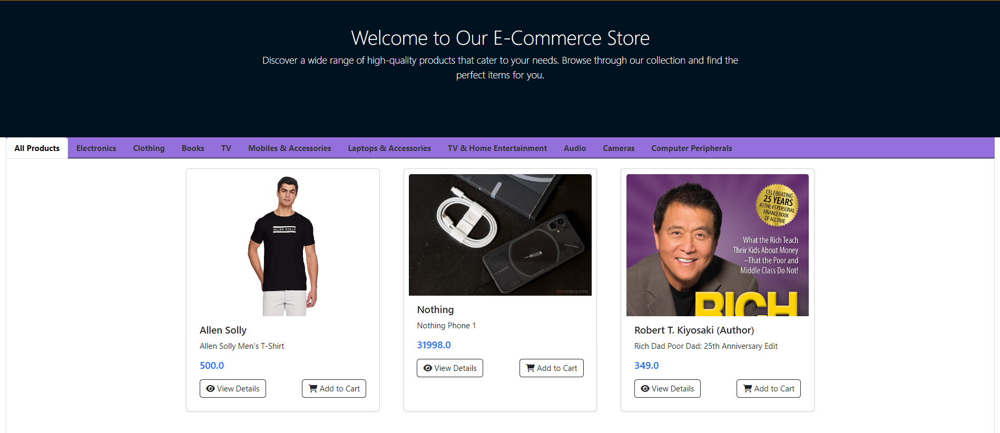 Welcome to Our E-Commerce Store
Discover a wide range of high-quality products that cater to your needs. Browse through our collection and find the
perfect items for you.
All Products
Electronics
Clothing
Books
TV
Mobiles & Accessories
Laptops & Accessories
TV & Home Entertainment
Audio
Cameras
Computer Peripherals
ALLEN SOLLY
Allen Solly
Allen Solly Men's T-Shirt
500.0
View Details
Add to Cart
Nothing
Nothing Phone 1
31998.0
View Details
Add to Cart
CELEBRATING
25 YEARS
AS THE #1 PERSONAL
FINANCE BOOK
OF ALL TIME
What the Rich Teach
Their Kids About Money
–That the Poor and
Middle Class Do Not!
RICH
Robert T. Kiyosaki (Author)
Rich Dad Poor Dad: 25th Anniversary Edit
349.0
View Details
Add to Cart